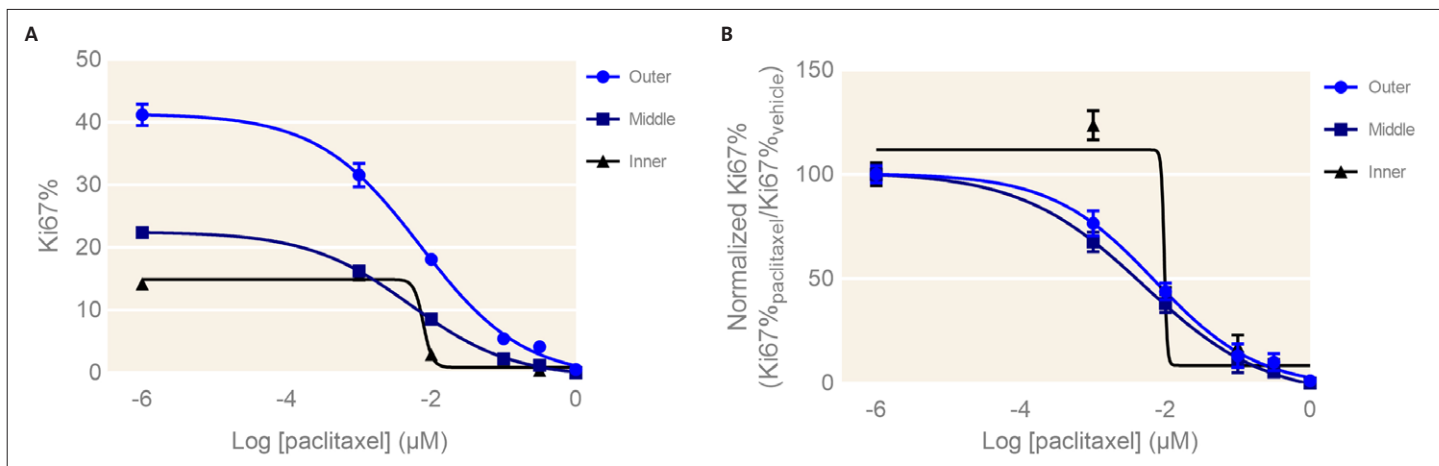 A
Ki67%
50
40
30
20
10
0
-6
-4
-2
0
Log [paclitaxel] (µM)
Outer
Middle
Inner
B
Normalized Ki67%
(Ki67%paclitaxel/Ki67%vehicle)
150
100
50
0
-6
-4
-2
0
Log [paclitaxel] (µM)
Outer
Middle
Inner